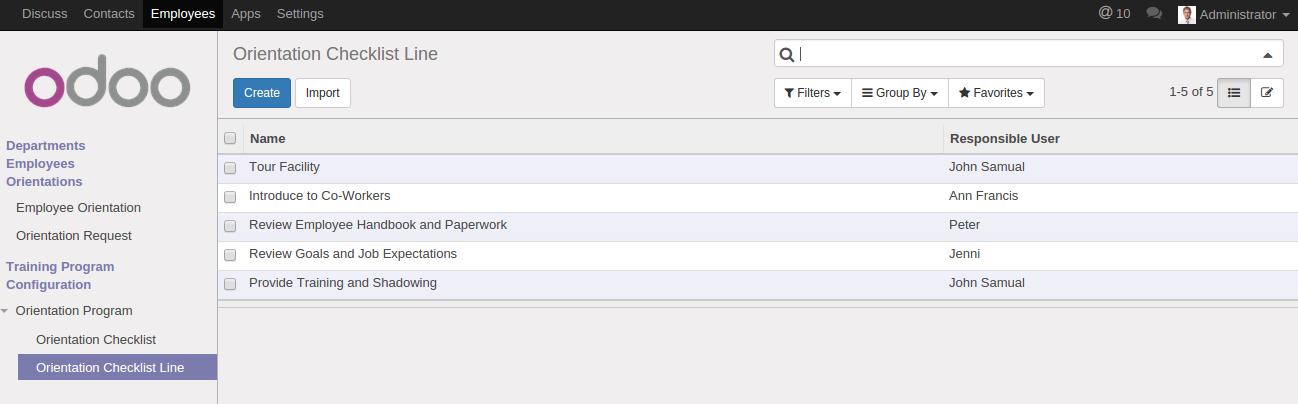 Discuss Contacts Employees Apps Settings @ 10 Administrator
odoo
Departments
Employees
Orientations
Employee Orientation
Orientation Request
Training Program
Configuration
Orientation Program
Orientation Checklist
Orientation Checklist Line
Orientation Checklist Line
Create Import
Filters Group By Favorites 1-5 of 5
Name Responsible User
Tour Facility John Samual
Introduce to Co-Workers Ann Francis
Review Employee Handbook and Paperwork Peter
Review Goals and Job Expectations Jenni
Provide Training and Shadowing John Samual